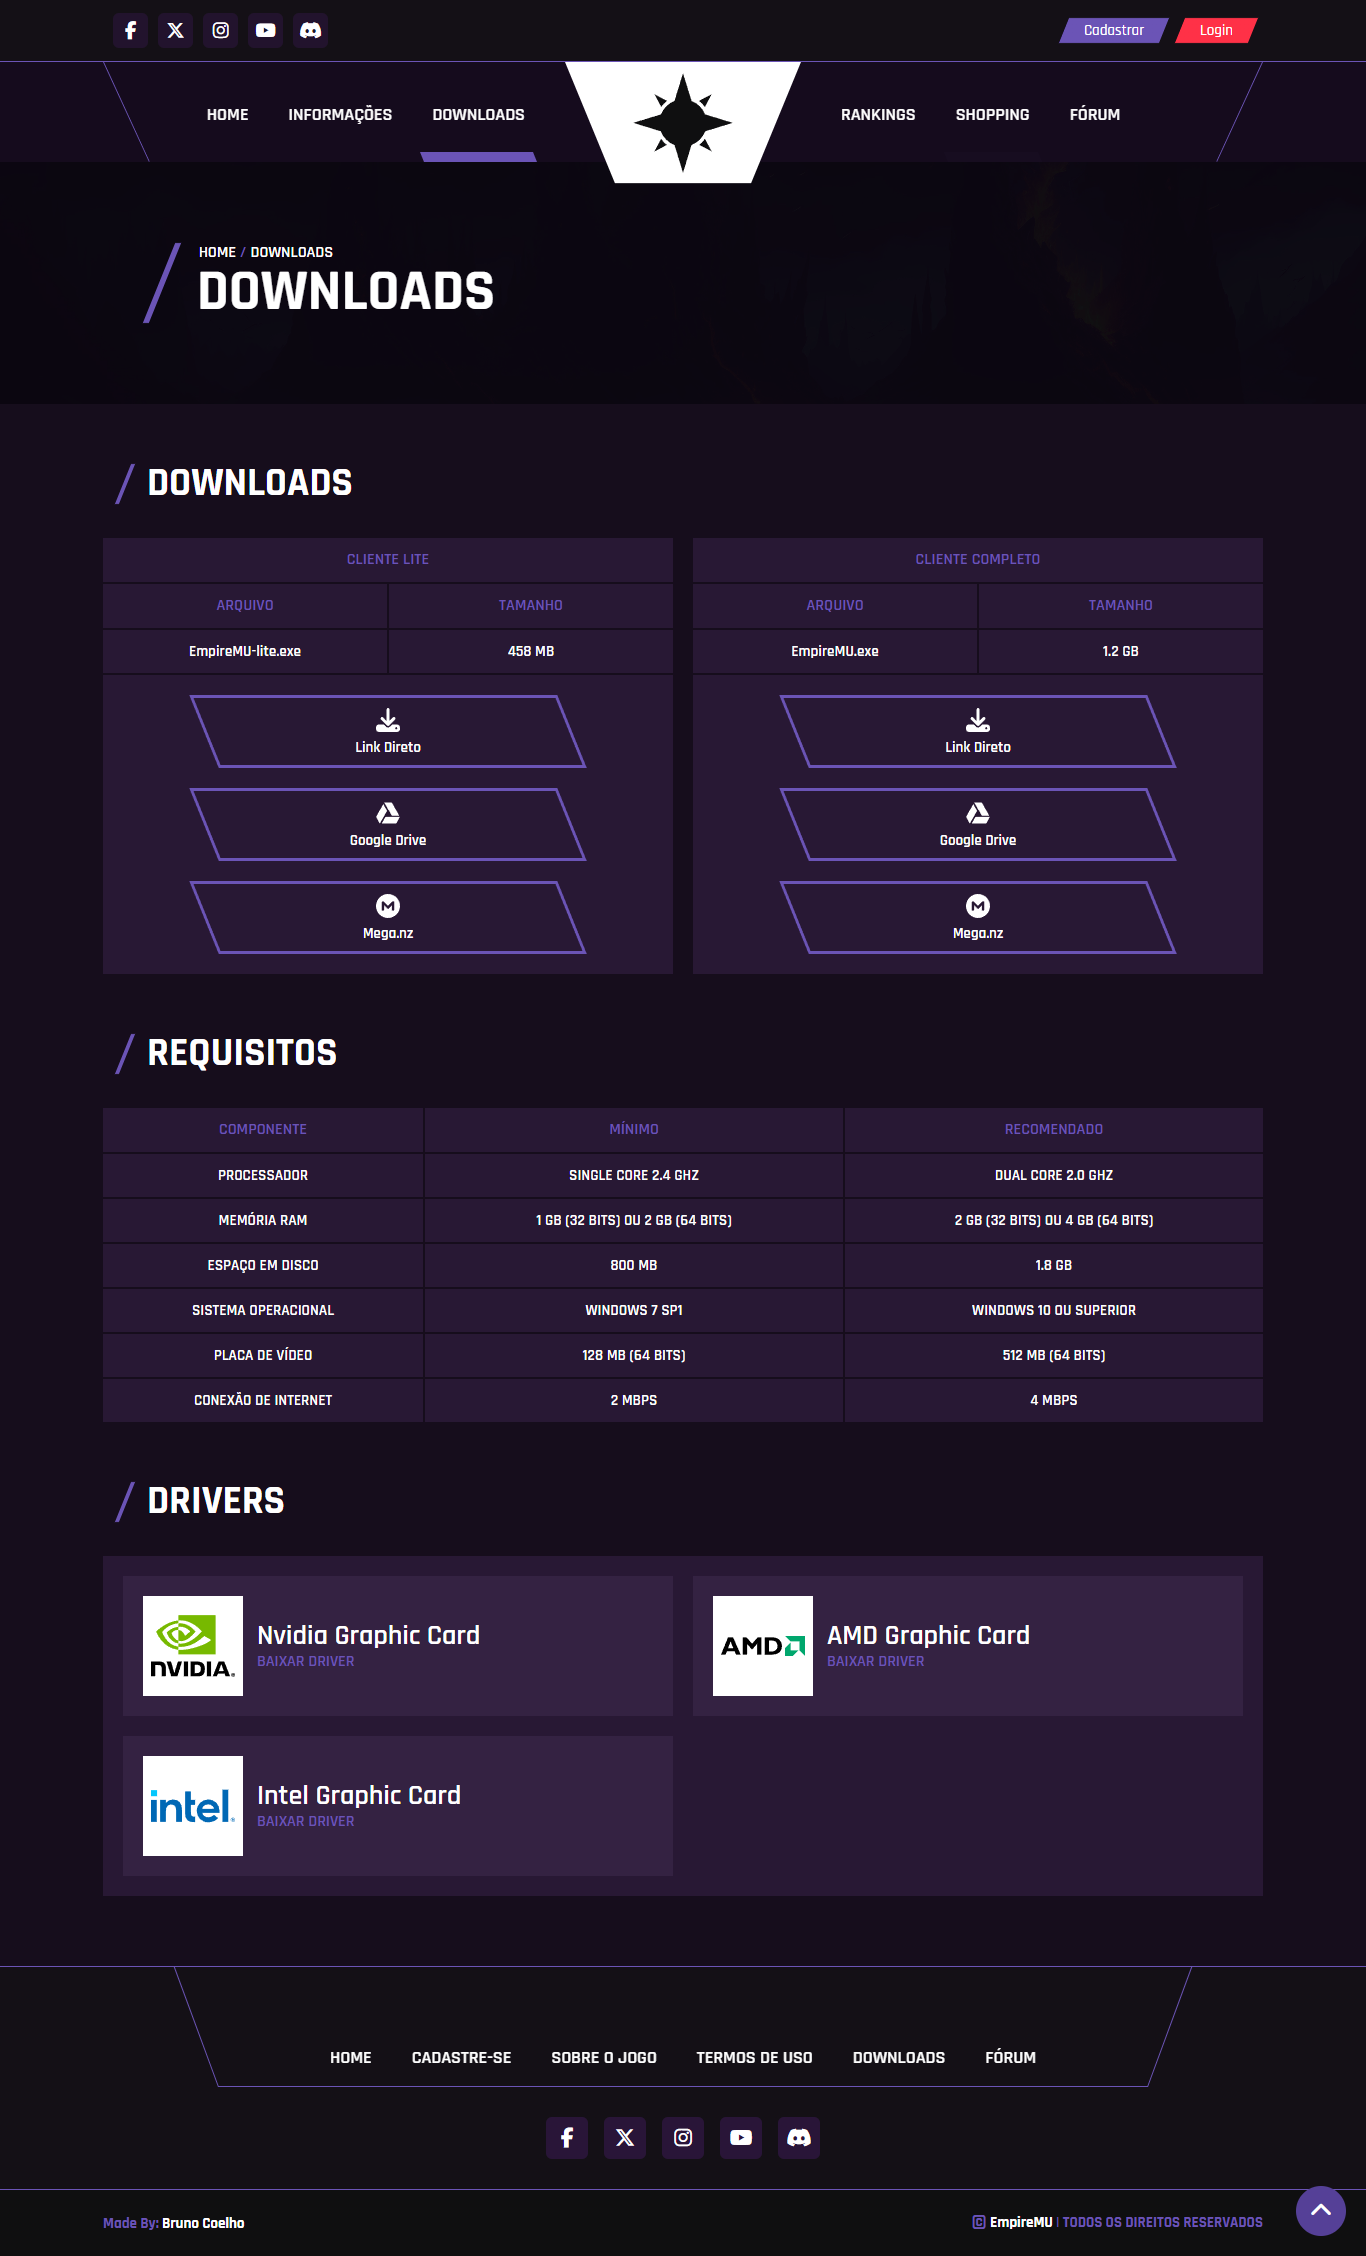 Cadastrar Login
HOME INFORMAÇÕES DOWNLOADS RANKINGS SHOPPING FÓRUM
HOME / DOWNLOADS
DOWNLOADS
DOWNLOADS
CLIENTE LITE
ARQUIVO TAMANHO
EmpireMU-lite.exe 458 MB
Link Direto
Google Drive
Mega.nz
CLIENTE COMPLETO
ARQUIVO TAMANHO
EmpireMU.exe 1.2 GB
Link Direto
Google Drive
Mega.nz
REQUISITOS
COMPONENTE MÍNIMO RECOMENDADO
PROCESSADOR SINGLE CORE 2.4 GHZ DUAL CORE 2.0 GHZ
MEMÓRIA RAM 1 GB (32 BITS) OU 2 GB (64 BITS) 2 GB (32 BITS) OU 4 GB (64 BITS)
ESPAÇO EM DISCO 800 MB 1.8 GB
SISTEMA OPERACIONAL WINDOWS 7 SP1 WINDOWS 10 OU SUPERIOR
PLACA DE VÍDEO 128 MB (64 BITS) 512 MB (64 BITS)
CONEXÃO DE INTERNET 2 MBPS 4 MBPS
DRIVERS
NVIDIA
Nvidia Graphic Card
BAIXAR DRIVER
AMD
AMD Graphic Card
BAIXAR DRIVER
intel
Intel Graphic Card
BAIXAR DRIVER
HOME CADASTRE-SE SOBRE O JOGO TERMOS DE USO DOWNLOADS FÓRUM
Made By: Bruno Coelho
© EmpireMU | TODOS OS DIREITOS RESERVADOS